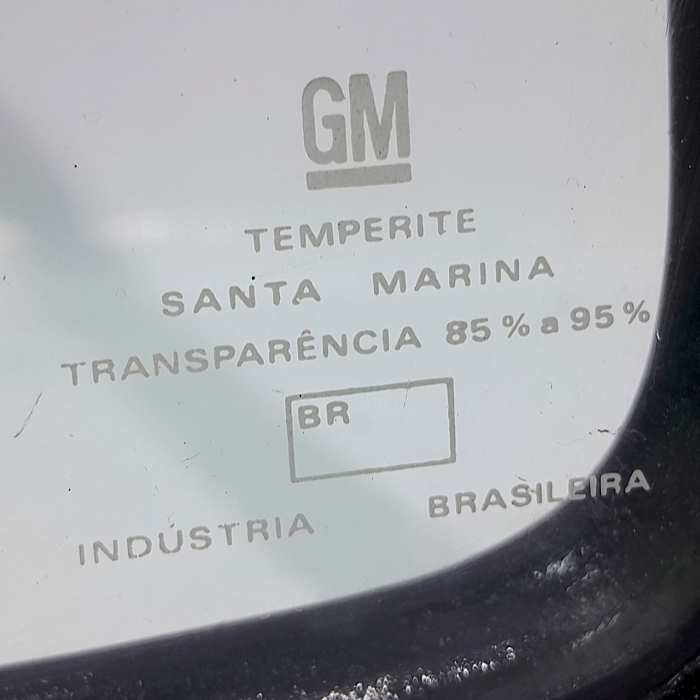 GM
TEMPERITE
SANTA MARINA
TRANSPARÊNCIA 85% a 95%
BR
INDÚSTRIA BRASILEIRA